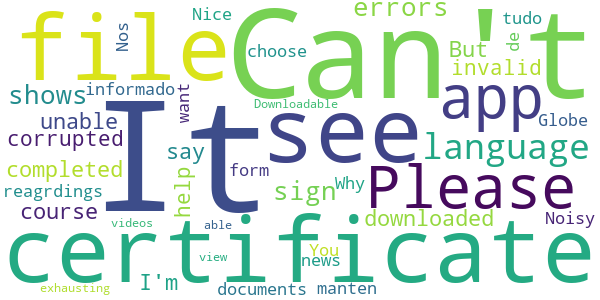 file Can't
It see app
certificate
Please
language
errors
Nice
tudo
Nos
choose
But
de
invalid
shows
informado
want
Downloadable
unable
Globe
corrupted
say
completed
help
form
Why
reagrdings
sign
course
downloaded
Noisy
videos
able
view
You
news
I'm
documents
manten
exhausting